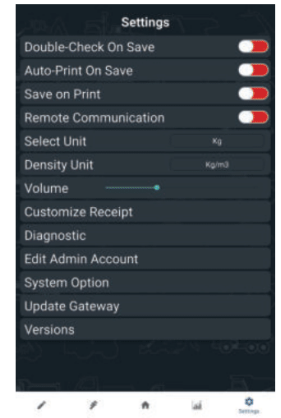 Settings
Double-Check On Save
Auto-Print On Save
Save on Print
Remote Communication
Select Unit Kg
Density Unit Kg/m3
Volume
Customize Receipt
Diagnostic
Edit Admin Account
System Option
Update Gateway
Versions
Settings